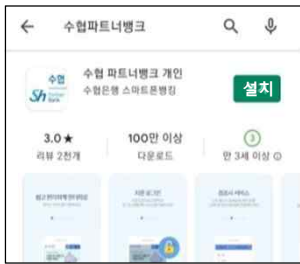 수협파트너뱅크
수협
Sh
수협 파트너뱅크 개인
수협은행 스마트폰뱅킹
설치
3.0★
리뷰 2천개
100만 이상
다운로드
3
만 3세 이상